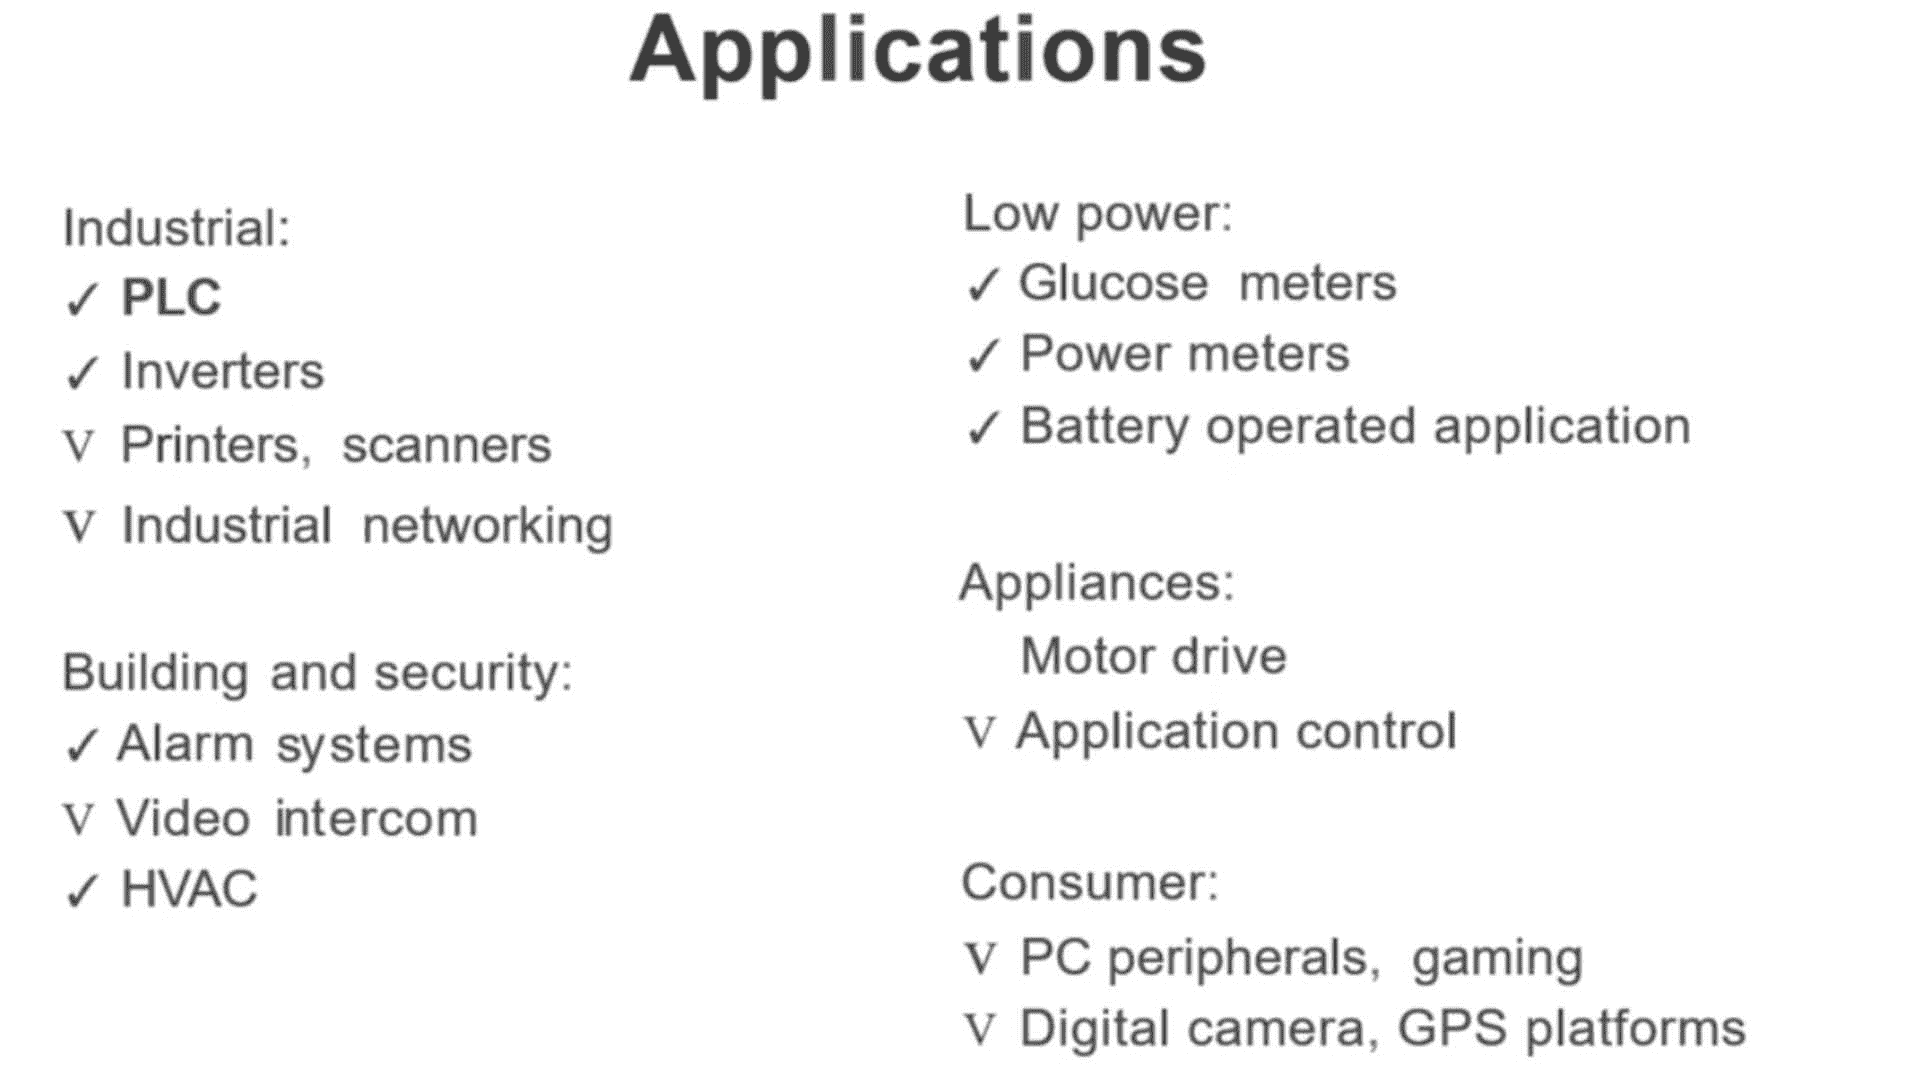 Applications
Industrial:
✓ PLC
✓ Inverters
V Printers, scanners
V Industrial networking
Building and security:
✓ Alarm systems
V Video intercom
✓ HVAC
Low power:
✓ Glucose meters
✓ Power meters
✓ Battery operated application
Appliances:
Motor drive
V Application control
Consumer:
V PC peripherals, gaming
V Digital camera, GPS platforms